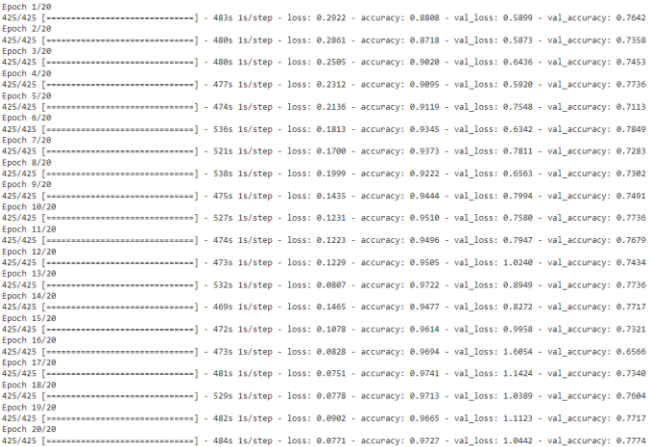 Epoch 1/20
425/425 [==============================] - 483s 1s/step - loss: 0.2922 - accuracy: 0.8808 - val_loss: 0.5899 - val_accuracy: 0.7642
Epoch 2/20
425/425 [==============================] - 480s 1s/step - loss: 0.2861 - accuracy: 0.8718 - val_loss: 0.5873 - val_accuracy: 0.7358
Epoch 3/20
425/425 [==============================] - 480s 1s/step - loss: 0.2505 - accuracy: 0.9020 - val_loss: 0.6436 - val_accuracy: 0.7453
Epoch 4/20
425/425 [==============================] - 477s 1s/step - loss: 0.2312 - accuracy: 0.9095 - val_loss: 0.5920 - val_accuracy: 0.7736
Epoch 5/20
425/425 [==============================] - 474s 1s/step - loss: 0.2136 - accuracy: 0.9119 - val_loss: 0.7548 - val_accuracy: 0.7113
Epoch 6/20
425/425 [==============================] - 536s 1s/step - loss: 0.1813 - accuracy: 0.9345 - val_loss: 0.6342 - val_accuracy: 0.7849
Epoch 7/20
425/425 [==============================] - 521s 1s/step - loss: 0.1700 - accuracy: 0.9373 - val_loss: 0.7811 - val_accuracy: 0.7283
Epoch 8/20
425/425 [==============================] - 538s 1s/step - loss: 0.1999 - accuracy: 0.9222 - val_loss: 0.6563 - val_accuracy: 0.7302
Epoch 9/20
425/425 [==============================] - 475s 1s/step - loss: 0.1435 - accuracy: 0.9444 - val_loss: 0.7994 - val_accuracy: 0.7491
Epoch 10/20
425/425 [==============================] - 527s 1s/step - loss: 0.1231 - accuracy: 0.9510 - val_loss: 0.7580 - val_accuracy: 0.7736
Epoch 11/20
425/425 [==============================] - 474s 1s/step - loss: 0.1223 - accuracy: 0.9496 - val_loss: 0.7947 - val_accuracy: 0.7679
Epoch 12/20
425/425 [==============================] - 473s 1s/step - loss: 0.1229 - accuracy: 0.9505 - val_loss: 1.0240 - val_accuracy: 0.7434
Epoch 13/20
425/425 [==============================] - 532s 1s/step - loss: 0.0807 - accuracy: 0.9722 - val_loss: 0.8949 - val_accuracy: 0.7736
Epoch 14/20
425/425 [==============================] - 469s 1s/step - loss: 0.1465 - accuracy: 0.9477 - val_loss: 0.8272 - val_accuracy: 0.7717
Epoch 15/20
425/425 [==============================] - 472s 1s/step - loss: 0.1078 - accuracy: 0.9614 - val_loss: 0.9958 - val_accuracy: 0.7321
Epoch 16/20
425/425 [==============================] - 473s 1s/step - loss: 0.0828 - accuracy: 0.9694 - val_loss: 1.6054 - val_accuracy: 0.6566
Epoch 17/20
425/425 [==============================] - 481s 1s/step - loss: 0.0751 - accuracy: 0.9741 - val_loss: 1.1424 - val_accuracy: 0.7340
Epoch 18/20
425/425 [==============================] - 529s 1s/step - loss: 0.0778 - accuracy: 0.9713 - val_loss: 1.0389 - val_accuracy: 0.7604
Epoch 19/20
425/425 [==============================] - 482s 1s/step - loss: 0.0902 - accuracy: 0.9665 - val_loss: 1.1123 - val_accuracy: 0.7717
Epoch 20/20
425/425 [==============================] - 484s 1s/step - loss: 0.0771 - accuracy: 0.9727 - val_loss: 1.0442 - val_accuracy: 0.7774